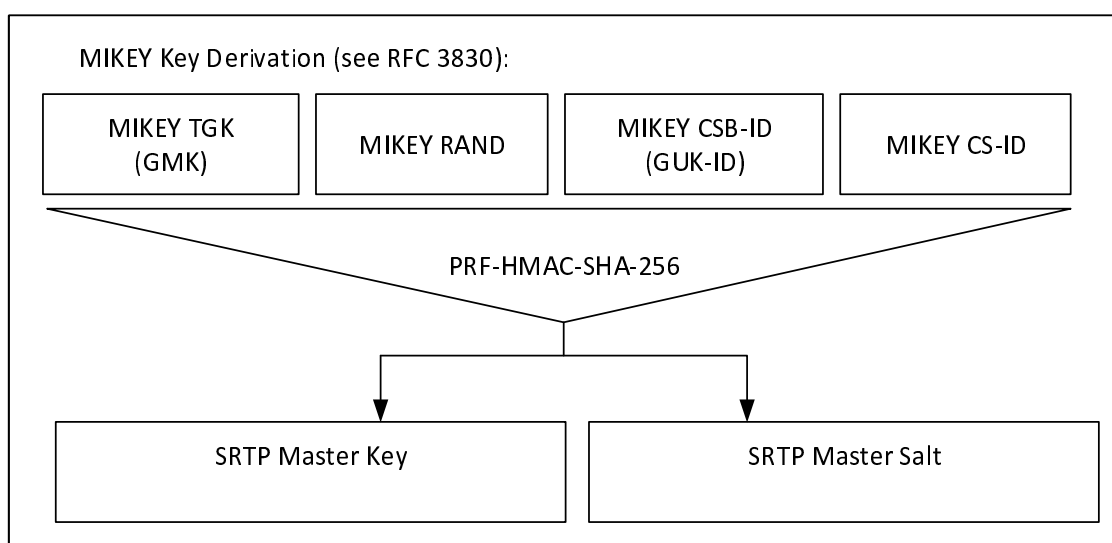 MIKEY Key Derivation (see RFC 3830):
MIKEY TGK
(GMK)
MIKEY RAND
MIKEY CSB-ID
(GUK-ID)
MIKEY CS-ID
PRF-HMAC-SHA-256
SRTP Master Key
SRTP Master Salt